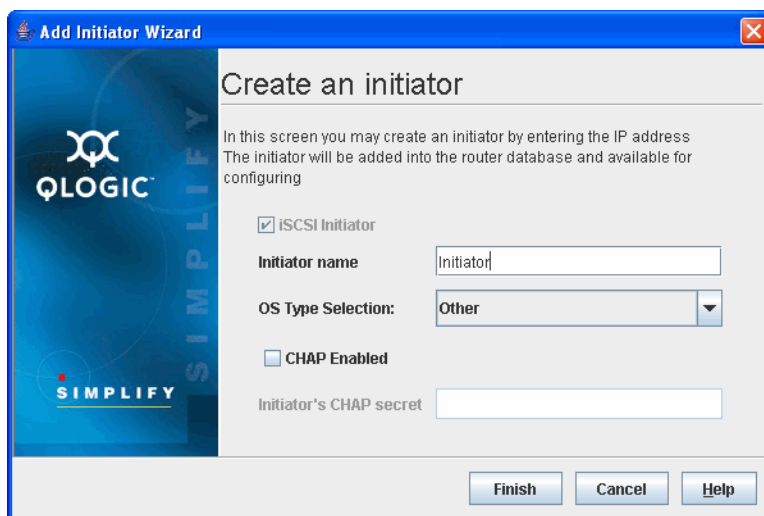 Add Initiator Wizard
Create an initiator
In this screen you may create an initiator by entering the IP address
The initiator will be added into the router database and available for
configuring
iSCSI Initiator
Initiator name
Initiator
OS Type Selection:
Other
CHAP Enabled
Initiator's CHAP secret
QLOGIC
SIMPLIFY
SIMPLIFY
Finish
Cancel
Help